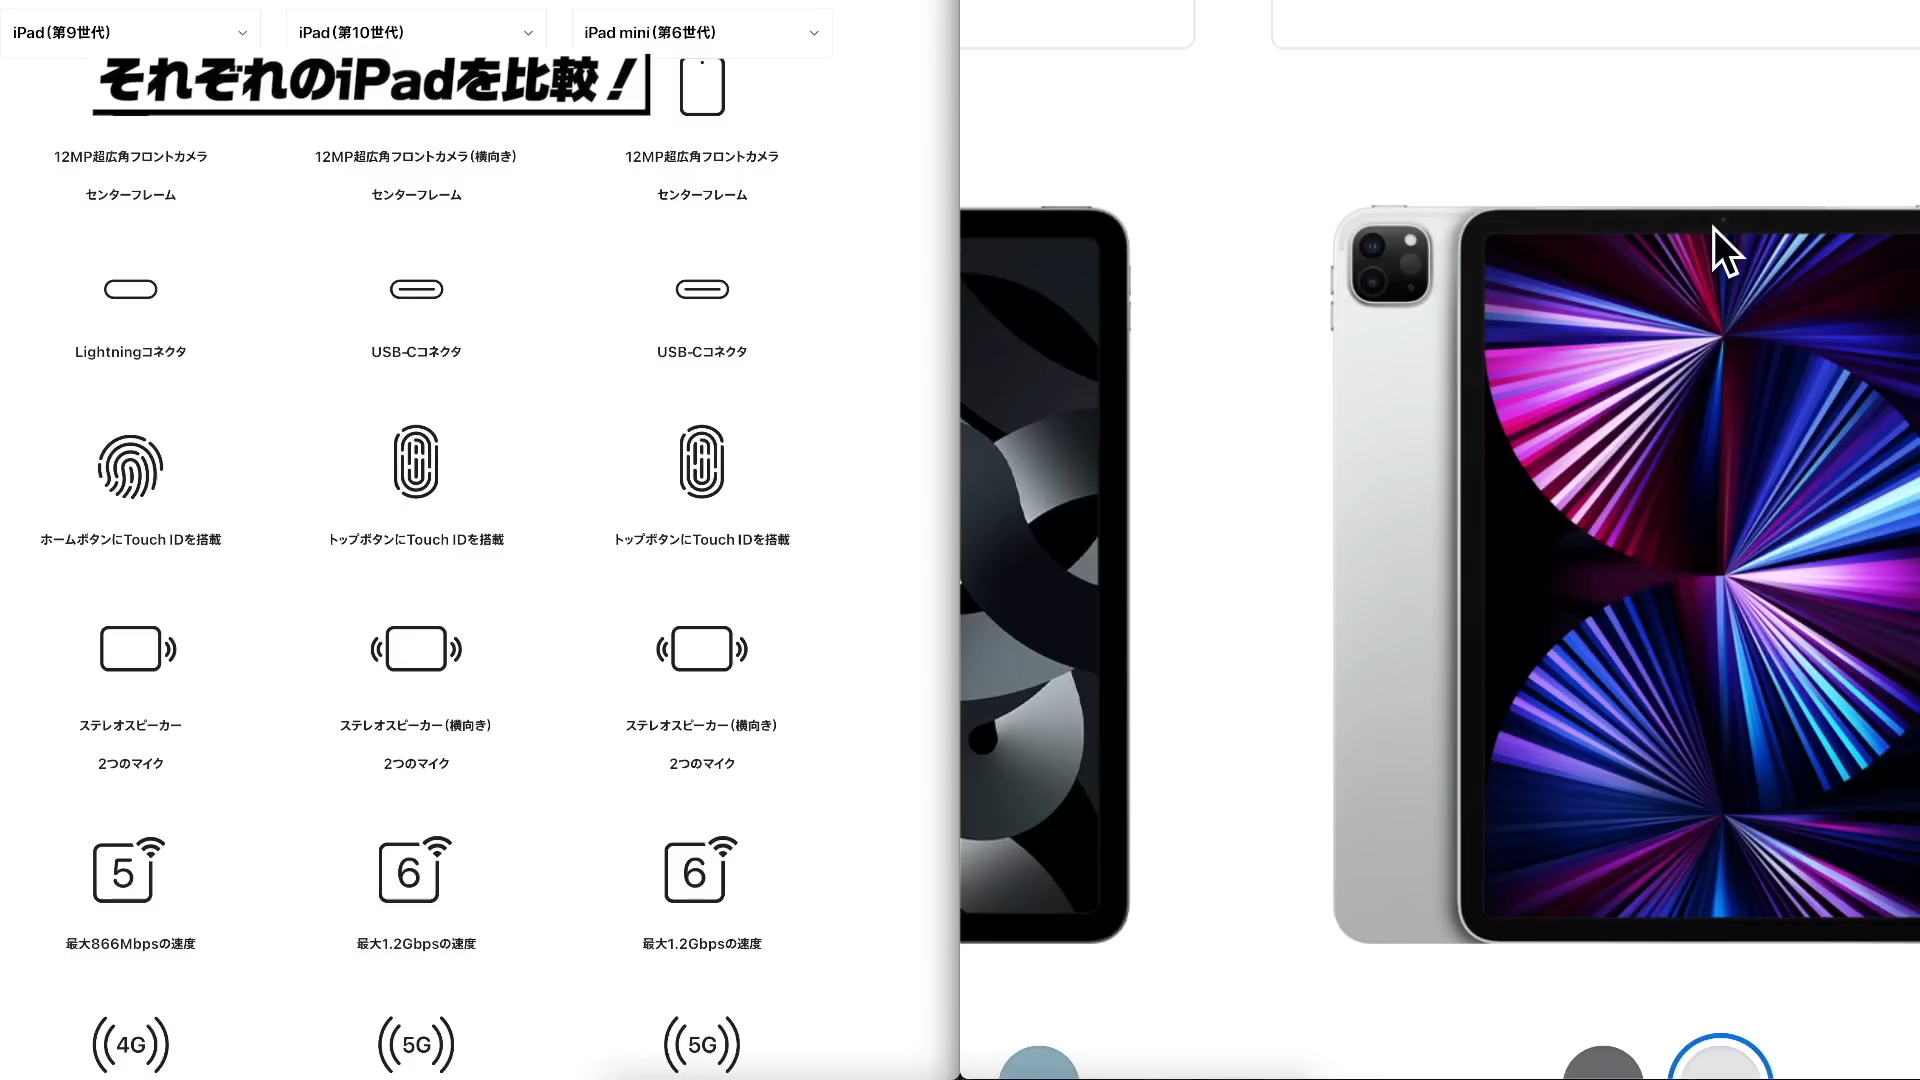 iPad(第9世代) iPad(第10世代) iPad mini(第6世代)
それぞれのiPadを比較！
12MP超広角フロントカメラ 12MP超広角フロントカメラ(横向き) 12MP超広角フロントカメラ
センターフレーム センターフレーム センターフレーム
Lightningコネクタ USB-Cコネクタ USB-Cコネクタ
ホームボタンにTouch IDを搭載 トップボタンにTouch IDを搭載 トップボタンにTouch IDを搭載
ステレオスピーカー ステレオスピーカー(横向き) ステレオスピーカー(横向き)
2つのマイク 2つのマイク 2つのマイク
5 6 6
最大866Mbpsの速度 最大1.2Gbpsの速度 最大1.2Gbpsの速度
4G 5G 5G